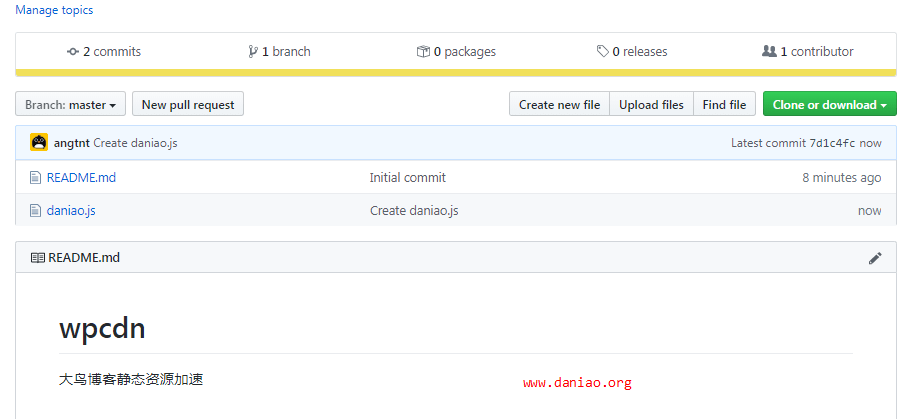 Manage topics
2 commits 1 branch 0 packages 0 releases 1 contributor
Branch: master New pull request Create new file Upload files Find file Clone or download
angtnt Create daniao.js Latest commit 7d1c4fc now
README.md Initial commit 8 minutes ago
daniao.js Create daniao.js now
README.md
wpcdn
大鸟博客静态资源加速
www.daniao.org